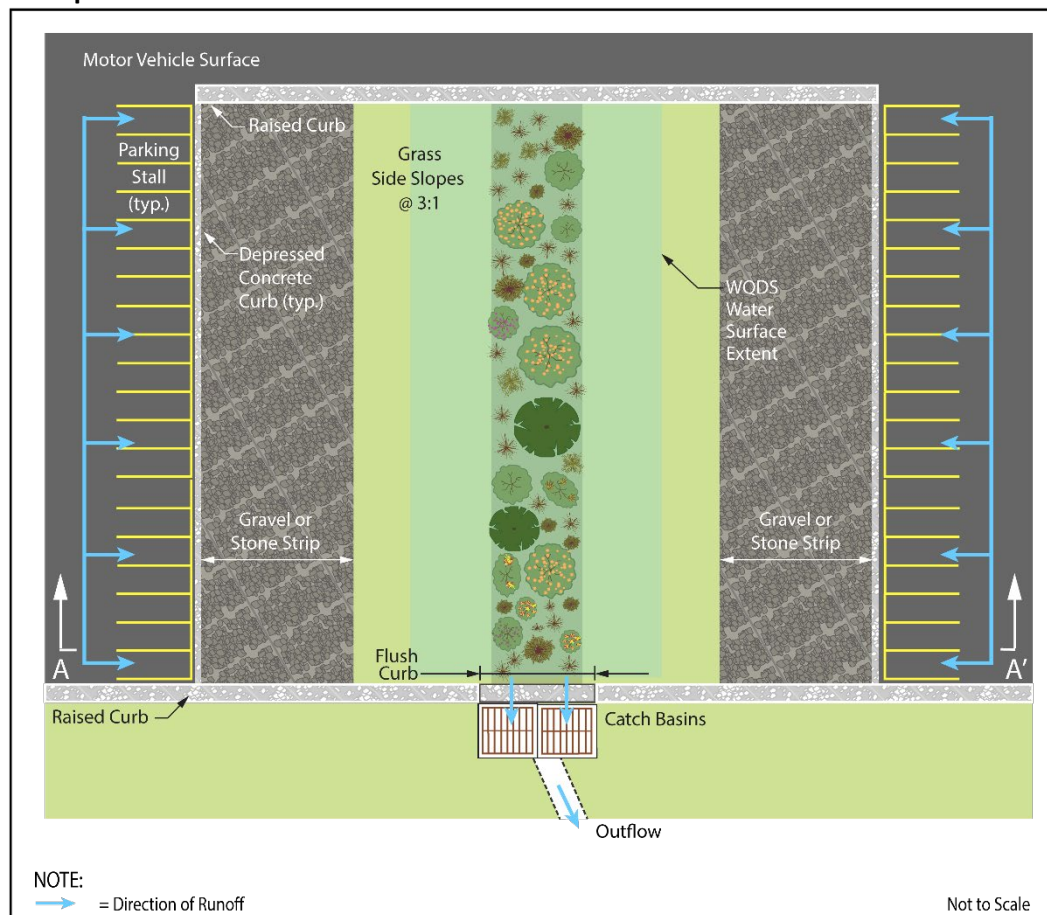 Motor Vehicle Surface
Raised Curb
Parking
Stall
(typ.)
Grass
Side Slopes
@ 3:1
Depressed
Concrete
Curb (typ.)
WQDS
Water
Surface
Extent
Gravel or
Stone Strip
Gravel or
Stone Strip
A
A'
Flush
Curb
Raised Curb
Catch Basins
Outflow
NOTE:
= Direction of Runoff
Not to Scale